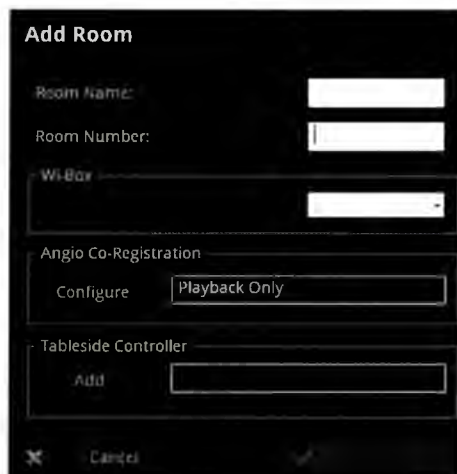 Add Room
Room Name:
Room Number:
Wi-Box
Angio Co-Registration
Configure Playback Only
Tableside Controller
Add
Cancel